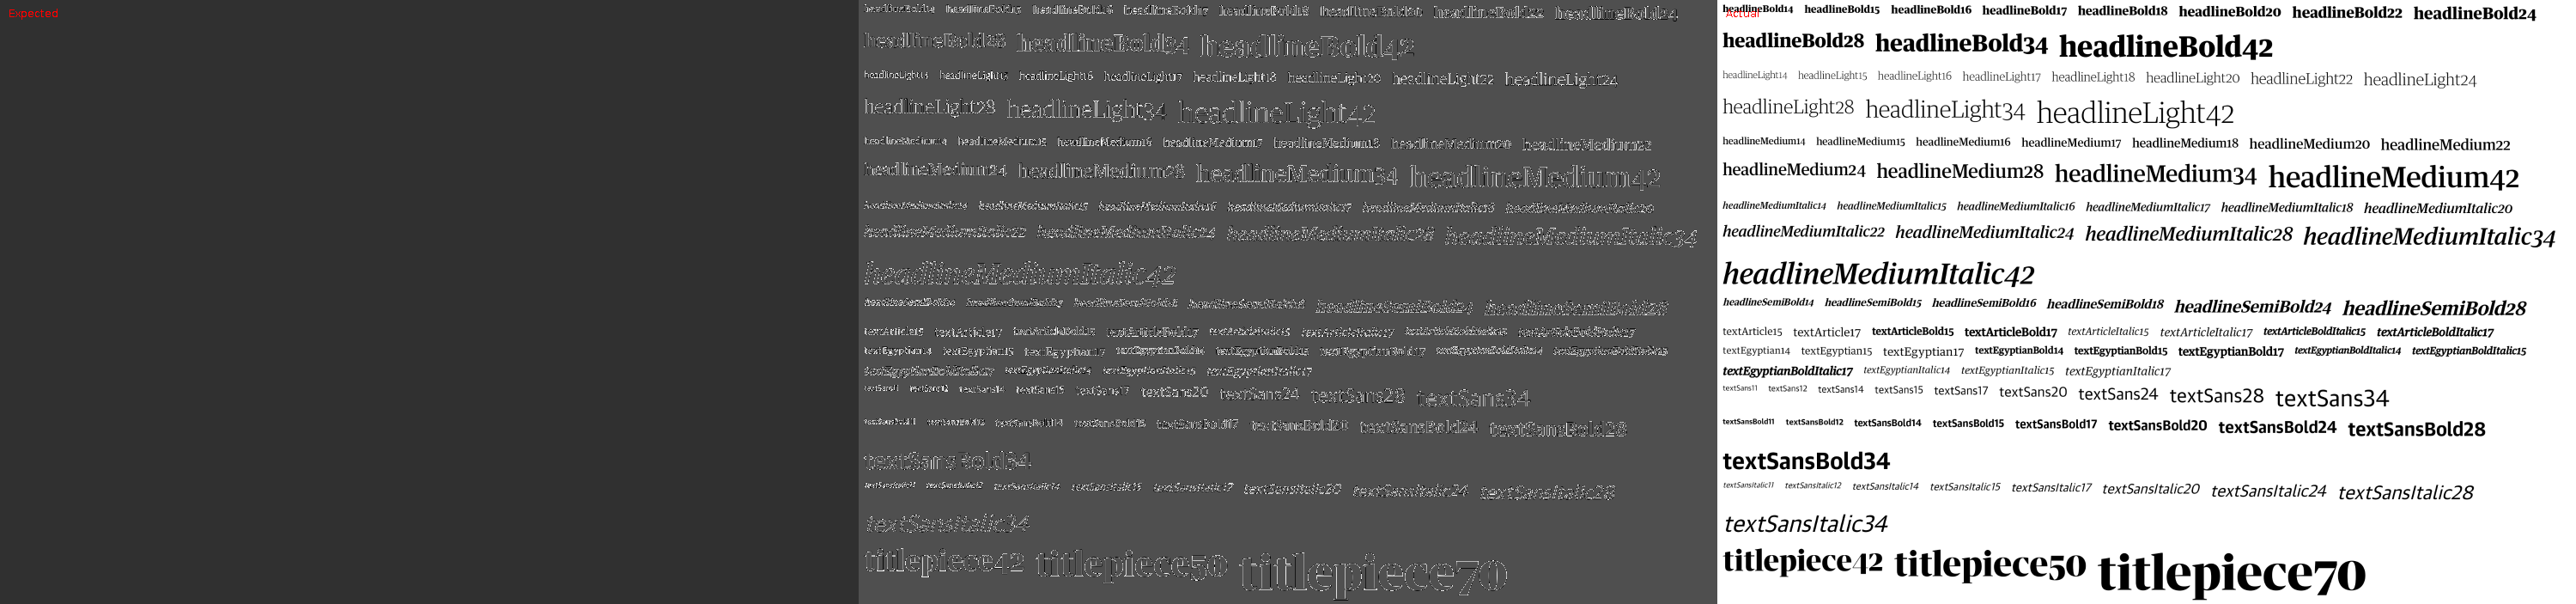 Expected
headlineBold14 headlineBold15 headlineBold16 headlineBold17 headlineBold18 headlineBold20 headlineBold22 headlineBold24
headlineBold28 headlineBold34 headlineBold42
headlineLight14 headlineLight15 headlineLight16 headlineLight17 headlineLight18 headlineLight20 headlineLight22 headlineLight24
headlineLight28 headlineLight34 headlineLight42
headlineMedium14 headlineMedium15 headlineMedium16 headlineMedium17 headlineMedium18 headlineMedium20 headlineMedium22
headlineMedium24 headlineMedium28 headlineMedium34 headlineMedium42
headlineMediumItalic14 headlineMediumItalic15 headlineMediumItalic16 headlineMediumItalic17 headlineMediumItalic18 headlineMediumItalic20
headlineMediumItalic22 headlineMediumItalic24 headlineMediumItalic28 headlineMediumItalic34
headlineMediumItalic42
headlineSemiBold14 headlineSemiBold15 headlineSemiBold16 headlineSemiBold18 headlineSemiBold24 headlineSemiBold28
textArticle15 textArticle17 textArticleBold15 textArticleBold17 textArticleItalic15 textArticleItalic17 textArticleBoldItalic15 textArticleBoldItalic17
textEgyptian14 textEgyptian15 textEgyptian17 textEgyptianBold14 textEgyptianBold15 textEgyptianBold17 textEgyptianBoldItalic14 textEgyptianBoldItalic15
textEgyptianBoldItalic17 textEgyptianItalic14 textEgyptianItalic15 textEgyptianItalic17
textSans11 textSans12 textSans14 textSans15 textSans17 textSans20 textSans24 textSans28 textSans34
textSansBold11 textSansBold12 textSansBold14 textSansBold15 textSansBold17 textSansBold20 textSansBold24 textSansBold28
textSansBold34
textSansItalic11 textSansItalic12 textSansItalic14 textSansItalic15 textSansItalic17 textSansItalic20 textSansItalic24 textSansItalic28
textSansItalic34
titlepiece42 titlepiece50 titlepiece70
Actual
headlineBold14 headlineBold15 headlineBold16 headlineBold17 headlineBold18 headlineBold20 headlineBold22 headlineBold24
headlineBold28 headlineBold34 headlineBold42
headlineLight14 headlineLight15 headlineLight16 headlineLight17 headlineLight18 headlineLight20 headlineLight22 headlineLight24
headlineLight28 headlineLight34 headlineLight42
headlineMedium14 headlineMedium15 headlineMedium16 headlineMedium17 headlineMedium18 headlineMedium20 headlineMedium22
headlineMedium24 headlineMedium28 headlineMedium34 headlineMedium42
headlineMediumItalic14 headlineMediumItalic15 headlineMediumItalic16 headlineMediumItalic17 headlineMediumItalic18 headlineMediumItalic20
headlineMediumItalic22 headlineMediumItalic24 headlineMediumItalic28 headlineMediumItalic34
headlineMediumItalic42
headlineSemiBold14 headlineSemiBold15 headlineSemiBold16 headlineSemiBold18 headlineSemiBold24 headlineSemiBold28
textArticle15 textArticle17 textArticleBold15 textArticleBold17 textArticleItalic15 textArticleItalic17 textArticleBoldItalic15 textArticleBoldItalic17
textEgyptian14 textEgyptian15 textEgyptian17 textEgyptianBold14 textEgyptianBold15 textEgyptianBold17 textEgyptianBoldItalic14 textEgyptianBoldItalic15
textEgyptianBoldItalic17 textEgyptianItalic14 textEgyptianItalic15 textEgyptianItalic17
textSans11 textSans12 textSans14 textSans15 textSans17 textSans20 textSans24 textSans28 textSans34
textSansBold11 textSansBold12 textSansBold14 textSansBold15 textSansBold17 textSansBold20 textSansBold24 textSansBold28
textSansBold34
textSansItalic11 textSansItalic12 textSansItalic14 textSansItalic15 textSansItalic17 textSansItalic20 textSansItalic24 textSansItalic28
textSansItalic34
titlepiece42 titlepiece50 titlepiece70